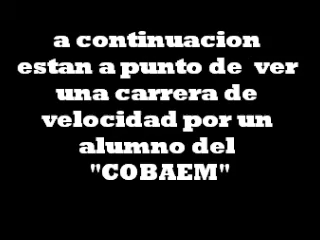 a continuacion
estan a punto de ver
una carrera de
velocidad por un
alumno del
"COBAEM"